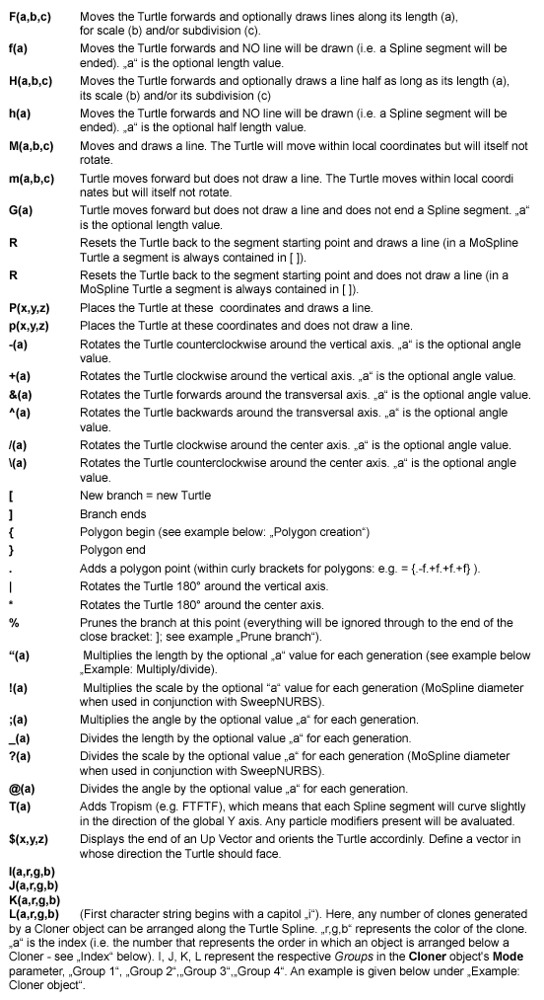 F(a,b,c) Moves the Turtle forwards and optionally draws lines along its length (a),
for scale (b) and/or subdivision (c).
f(a) Moves the Turtle forwards and NO line will be drawn (i.e. a Spline segment will be
ended). „a“ is the optional length value.
H(a,b,c) Moves the Turtle forwards and optionally draws a line half as long as its length (a),
its scale (b) and/or its subdivision (c)
h(a) Moves the Turtle forwards and NO line will be drawn (i.e. a Spline segment will be
ended). „a“ is the optional half length value.
M(a,b,c) Moves and draws a line. The Turtle will move within local coordinates but will itself not
rotate.
m(a,b,c) Turtle moves forward but does not draw a line. The Turtle moves within local coordi
nates but will itself not rotate.
G(a) Turtle moves forward but does not draw a line and does not end a Spline segment. „a“
is the optional length value.
R Resets the Turtle back to the segment starting point and draws a line (in a MoSpline
Turtle a segment is always contained in [ ]).
R Resets the Turtle back to the segment starting point and does not draw a line (in a
MoSpline Turtle a segment is always contained in [ ]).
P(x,y,z) Places the Turtle at these coordinates and draws a line.
p(x,y,z) Places the Turtle at these coordinates and does not draw a line.
-(a) Rotates the Turtle counterclockwise around the vertical axis. „a“ is the optional angle
value.
+(a) Rotates the Turtle clockwise around the vertical axis. „a“ is the optional angle value.
&(a) Rotates the Turtle forwards around the transversal axis. „a“ is the optional angle value.
^(a) Rotates the Turtle backwards around the transversal axis. „a“ is the optional angle
value.
/(a) Rotates the Turtle clockwise around the center axis. „a“ is the optional angle value.
\(a) Rotates the Turtle counterclockwise around the center axis. „a“ is the optional angle
value.
[ New branch = new Turtle
] Branch ends
{ Polygon begin (see example below: „Polygon creation“)
} Polygon end
. Adds a polygon point (within curly brackets for polygons: e.g. = {.-f.+f.+f.+f} ).
| Rotates the Turtle 180° around the vertical axis.
* Rotates the Turtle 180° around the center axis.
% Prunes the branch at this point (everything will be ignored through to the end of the
close bracket: ]; see example „Prune branch“).
“(a) Multiplies the length by the optional „a“ value for each generation (see example below
„Example: Multiply/divide).
!(a) Multiplies the scale by the optional “a“ value for each generation (MoSpline diameter
when used in conjunction with SweepNURBS).
;(a) Multiplies the angle by the optional value „a“ for each generation.
_(a) Divides the length by the optional value „a“ for each generation.
?(a) Divides the scale by the optional value „a“ for each generation (MoSpline diameter
when used in conjunction with SweepNURBS).
@(a) Divides the angle by the optional value „a“ for each generation.
T(a) Adds Tropism (e.g. FTFTF), which means that each Spline segment will curve slightly
in the direction of the global Y axis. Any particle modifiers present will be evaluated.
$(x,y,z) Displays the end of an Up Vector and orients the Turtle accordinly. Define a vector in
whose direction the Turtle should face.
I(a,r,g,b)
J(a,r,g,b)
K(a,r,g,b)
L(a,r,g,b) (First character string begins with a capitol „i“). Here, any number of clones generated
by a Cloner object can be arranged along the Turtle Spline. „r,g,b“ represents the color of the clone.
„a“ is the index (i.e. the number that represents the order in which an object is arranged below a
Cloner - see „Index“ below). I, J, K, L represent the respective Groups in the Cloner object‘s Mode
parameter, „Group 1“, „Group 2“,„Group 3“,„Group 4“. An example is given below under „Example:
Cloner object“.